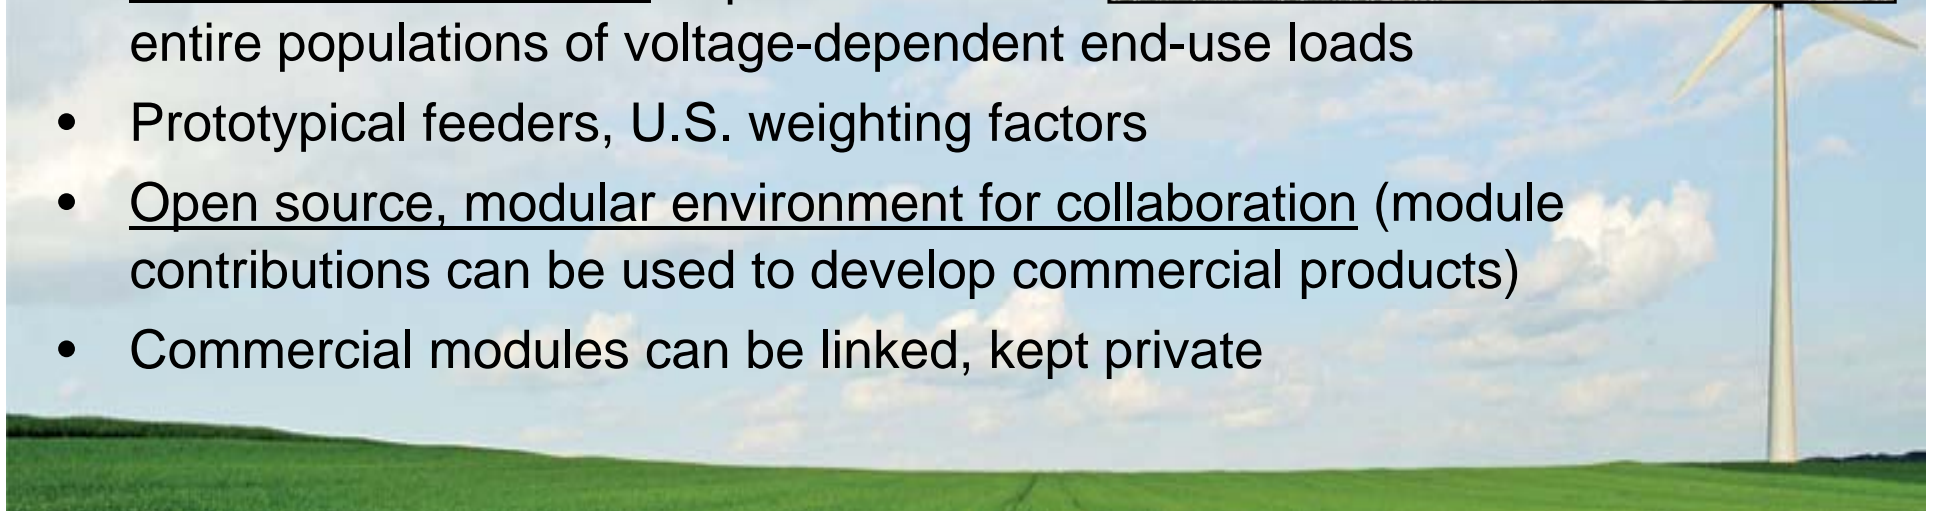 entire populations of voltage-dependent end-use loads
• Prototypical feeders, U.S. weighting factors
• Open source, modular environment for collaboration (module
contributions can be used to develop commercial products)
• Commercial modules can be linked, kept private